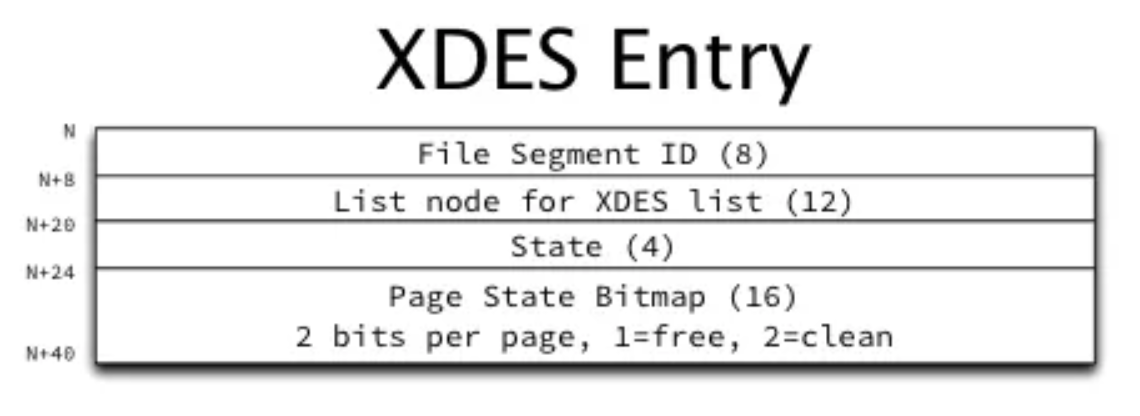 XDES Entry
N
File Segment ID (8)
N+8
List node for XDES list (12)
N+20
State (4)
N+24
Page State Bitmap (16)
2 bits per page, 1=free, 2=clean
N+40